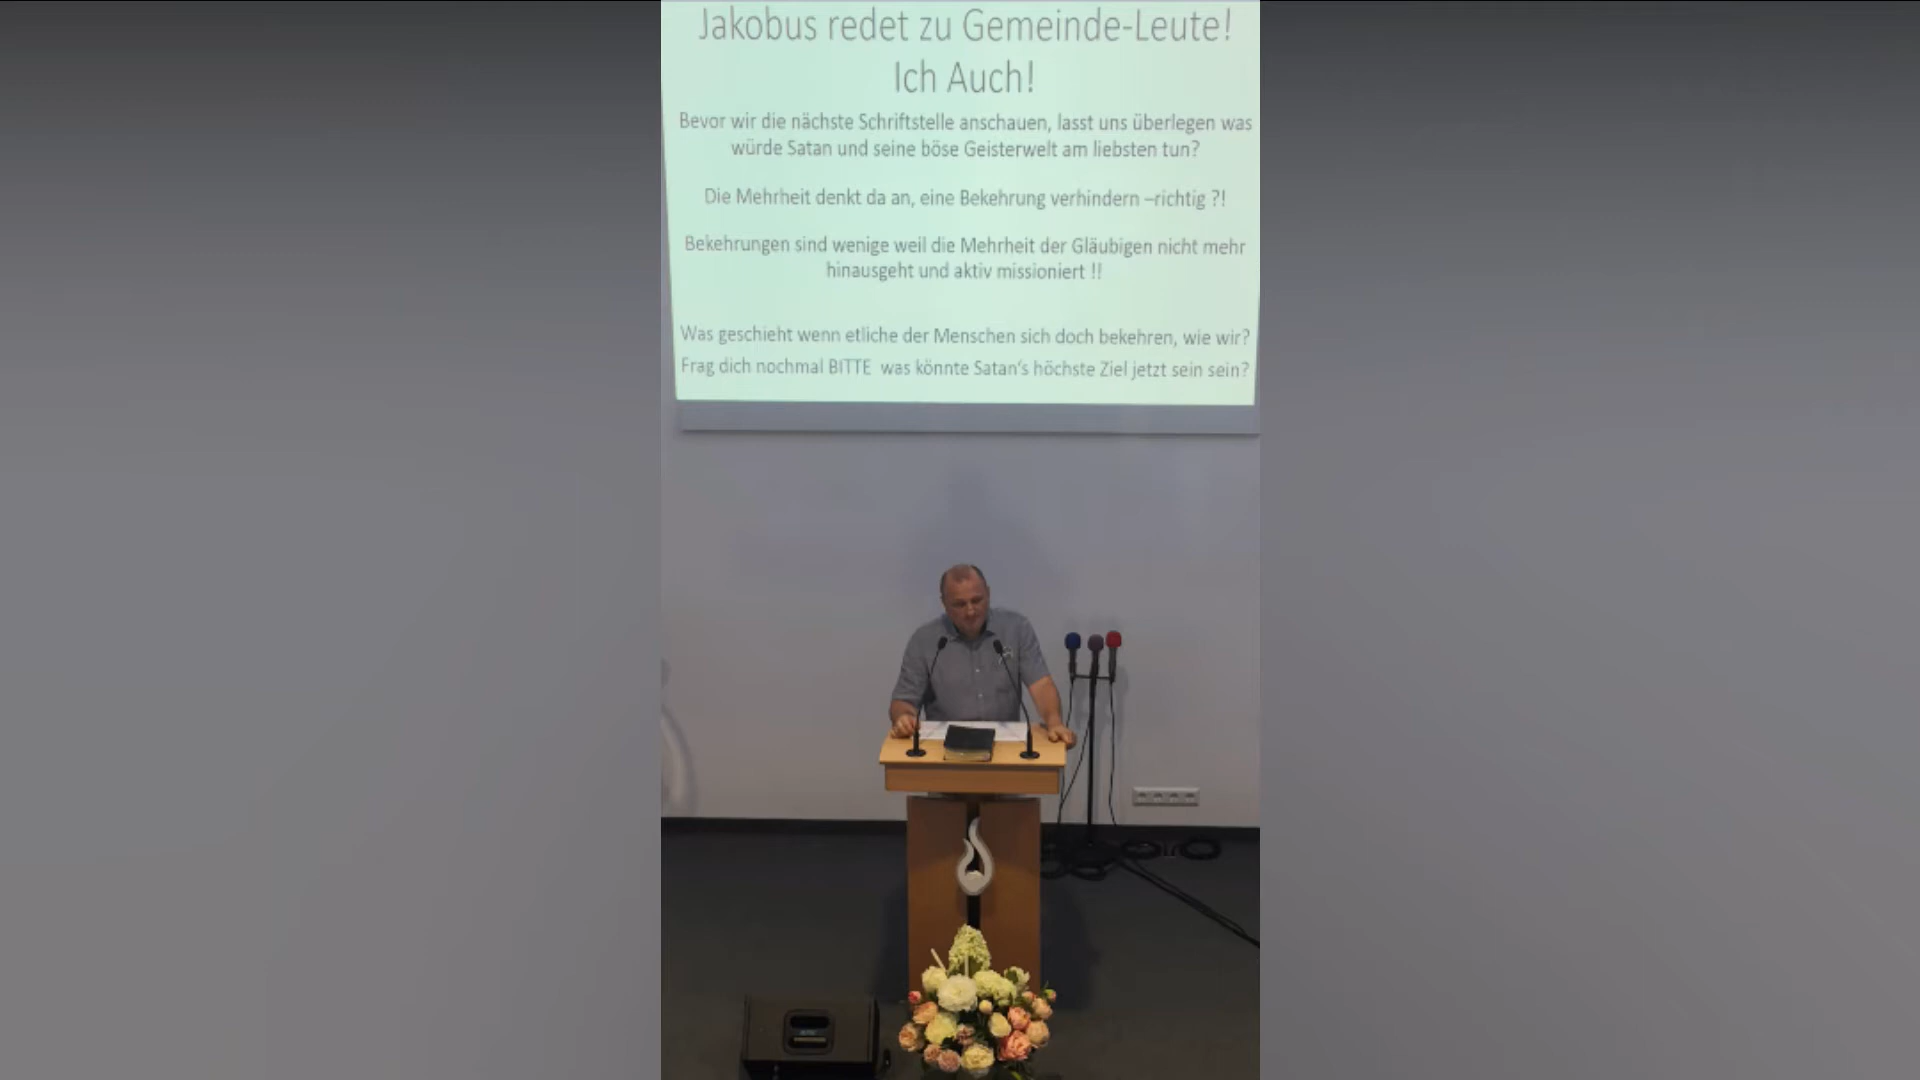 Jakobus redet zu Gemeinde-Leute!
Ich Auch!
Bevor wir die nächste Schriftstelle anschauen, lasst uns überlegen was
würde Satan und seine böse Geisterwelt am liebsten tun?
Die Mehrheit denkt da an, eine Bekehrung verhindern –richtig ?!
Bekehrungen sind wenige weil die Mehrheit der Gläubigen nicht mehr
hinausgeht und aktiv missioniert !!
Was geschieht wenn etliche der Menschen sich doch bekehren, wie wir?
Frag dich nochmal BITTE was könnte Satan's höchste Ziel jetzt sein sein?